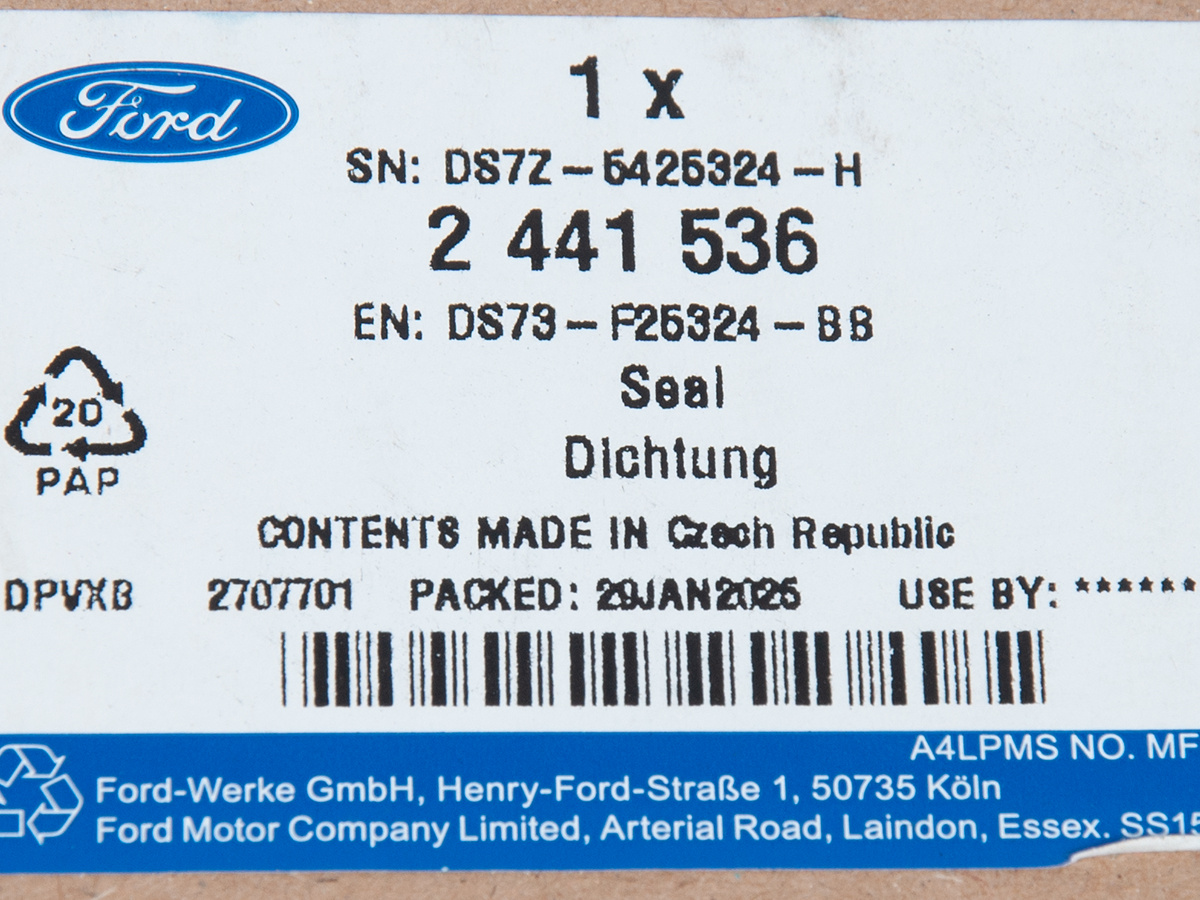 Ford
1 x
SN: DS7Z-5425324-H
2 441 536
EN: DS73-F25324-BB
Seal
20
Dichtung
PAP
CONTENTS MADE IN Czech Republic
DPVXB 2707701 PACKED: 29JAN2025 USE BY: ******
A4LPMS NO. MF
Ford-Werke GmbH, Henry-Ford-Straße 1, 50735 Köln
Ford Motor Company Limited, Arterial Road, Laindon, Essex. SS15